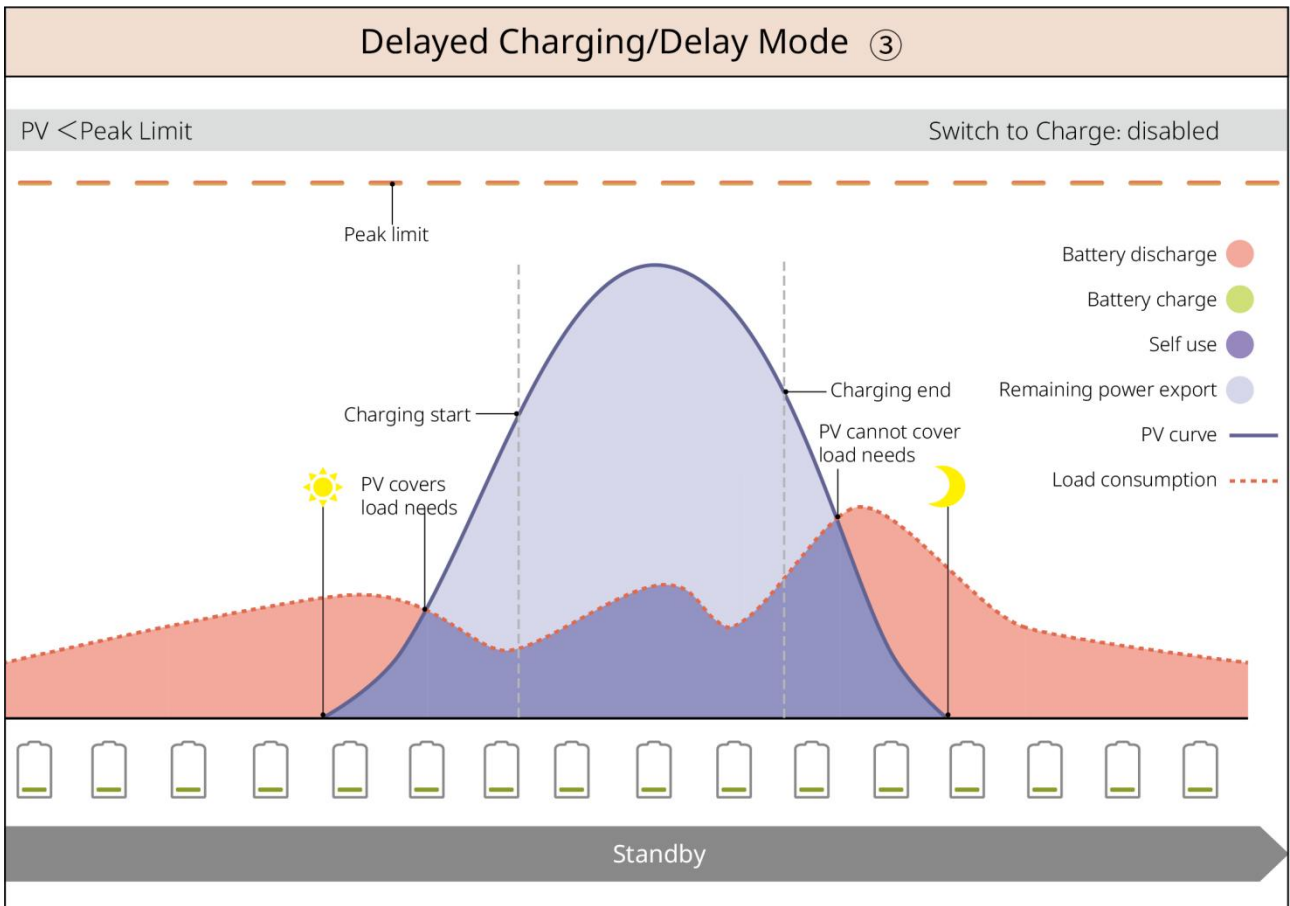 Delayed Charging/Delay Mode ③
PV <Peak Limit
Switch to Charge: disabled
Peak limit
Battery discharge
Battery charge
Self use
Remaining power export
PV curve
Load consumption
Charging start
Charging end
PV cannot cover
load needs
PV covers
load needs
Standby